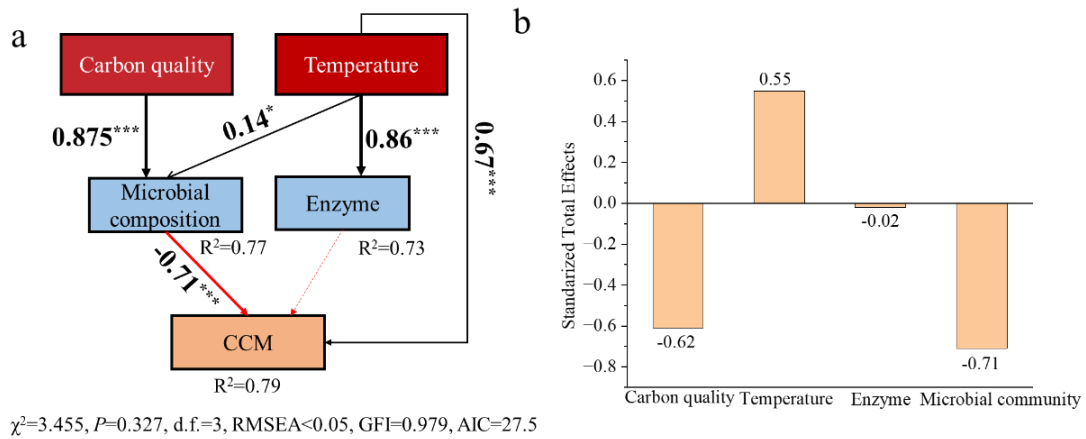 a
Carbon quality
Temperature
0.875***
0.14*
0.86***
0.67***
Microbial
composition
Enzyme
R²=0.77
R²=0.73
-0.71***
CCM
R²=0.79
χ²=3.455, P=0.327, d.f.=3, RMSEA<0.05, GFI=0.979, AIC=27.5
b
Standarized Total Effects
0.6
0.4
0.2
0.0
−0.2
−0.4
−0.6
−0.8
0.55
-0.02
-0.62
-0.71
Carbon quality
Temperature
Enzyme
Microbial community